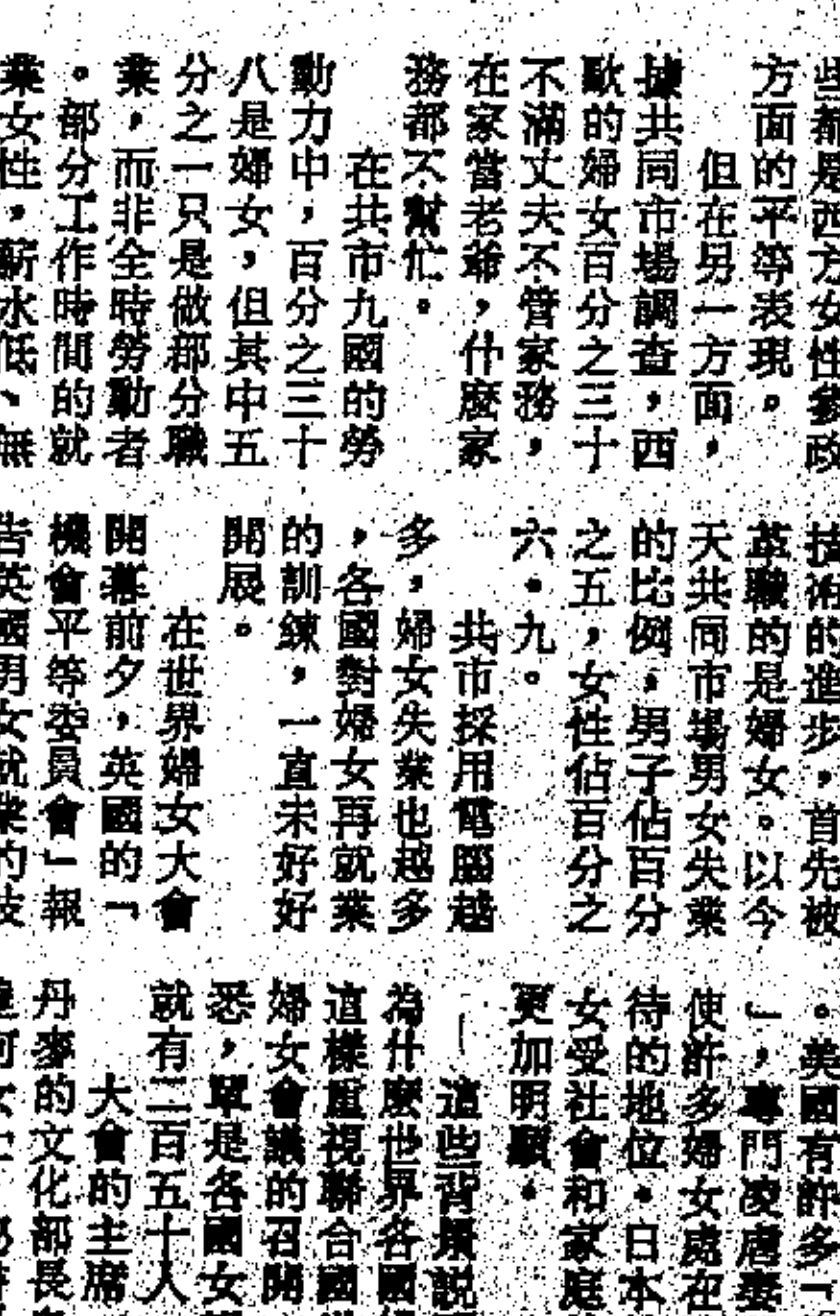 些都是西方女性參政
方面的平等表現。
但在另一方面，
據共同市場調查，西
歐的婦女百分之三十
不滿丈夫不管家務，
在家當老爺，什麼家
務都不幫忙。
在共市九國的勞
動力中，百分之三十
八是婦女，但其中五
分之一只是做部分職
業，而非全時勞動者
。部分工作時間的就
業女性，薪水低、無
技術的進步，首先被
革職的是婦女。以今
天共同市場男女失業
的比例，男子佔百分
之五，女性佔百分之
六．九。
共市採用電腦越
多，婦女失業也越多
，各國對婦女再就業
的訓練，一直未好好
開展。
在世界婦女大會
開幕前夕，英國的「
機會平等委員會」報
告英國男女就業的
。美國有許多
」，專門凌虐妻
使許多婦女處在
待的地位。日本
女受社會和家庭
更加明顯。
這些背景說
為什麼世界各國
這樣重視聯合國
婦女會議的召開
悉，單是各國女
就有二百五十人
大會的主席
丹麥的文化部長